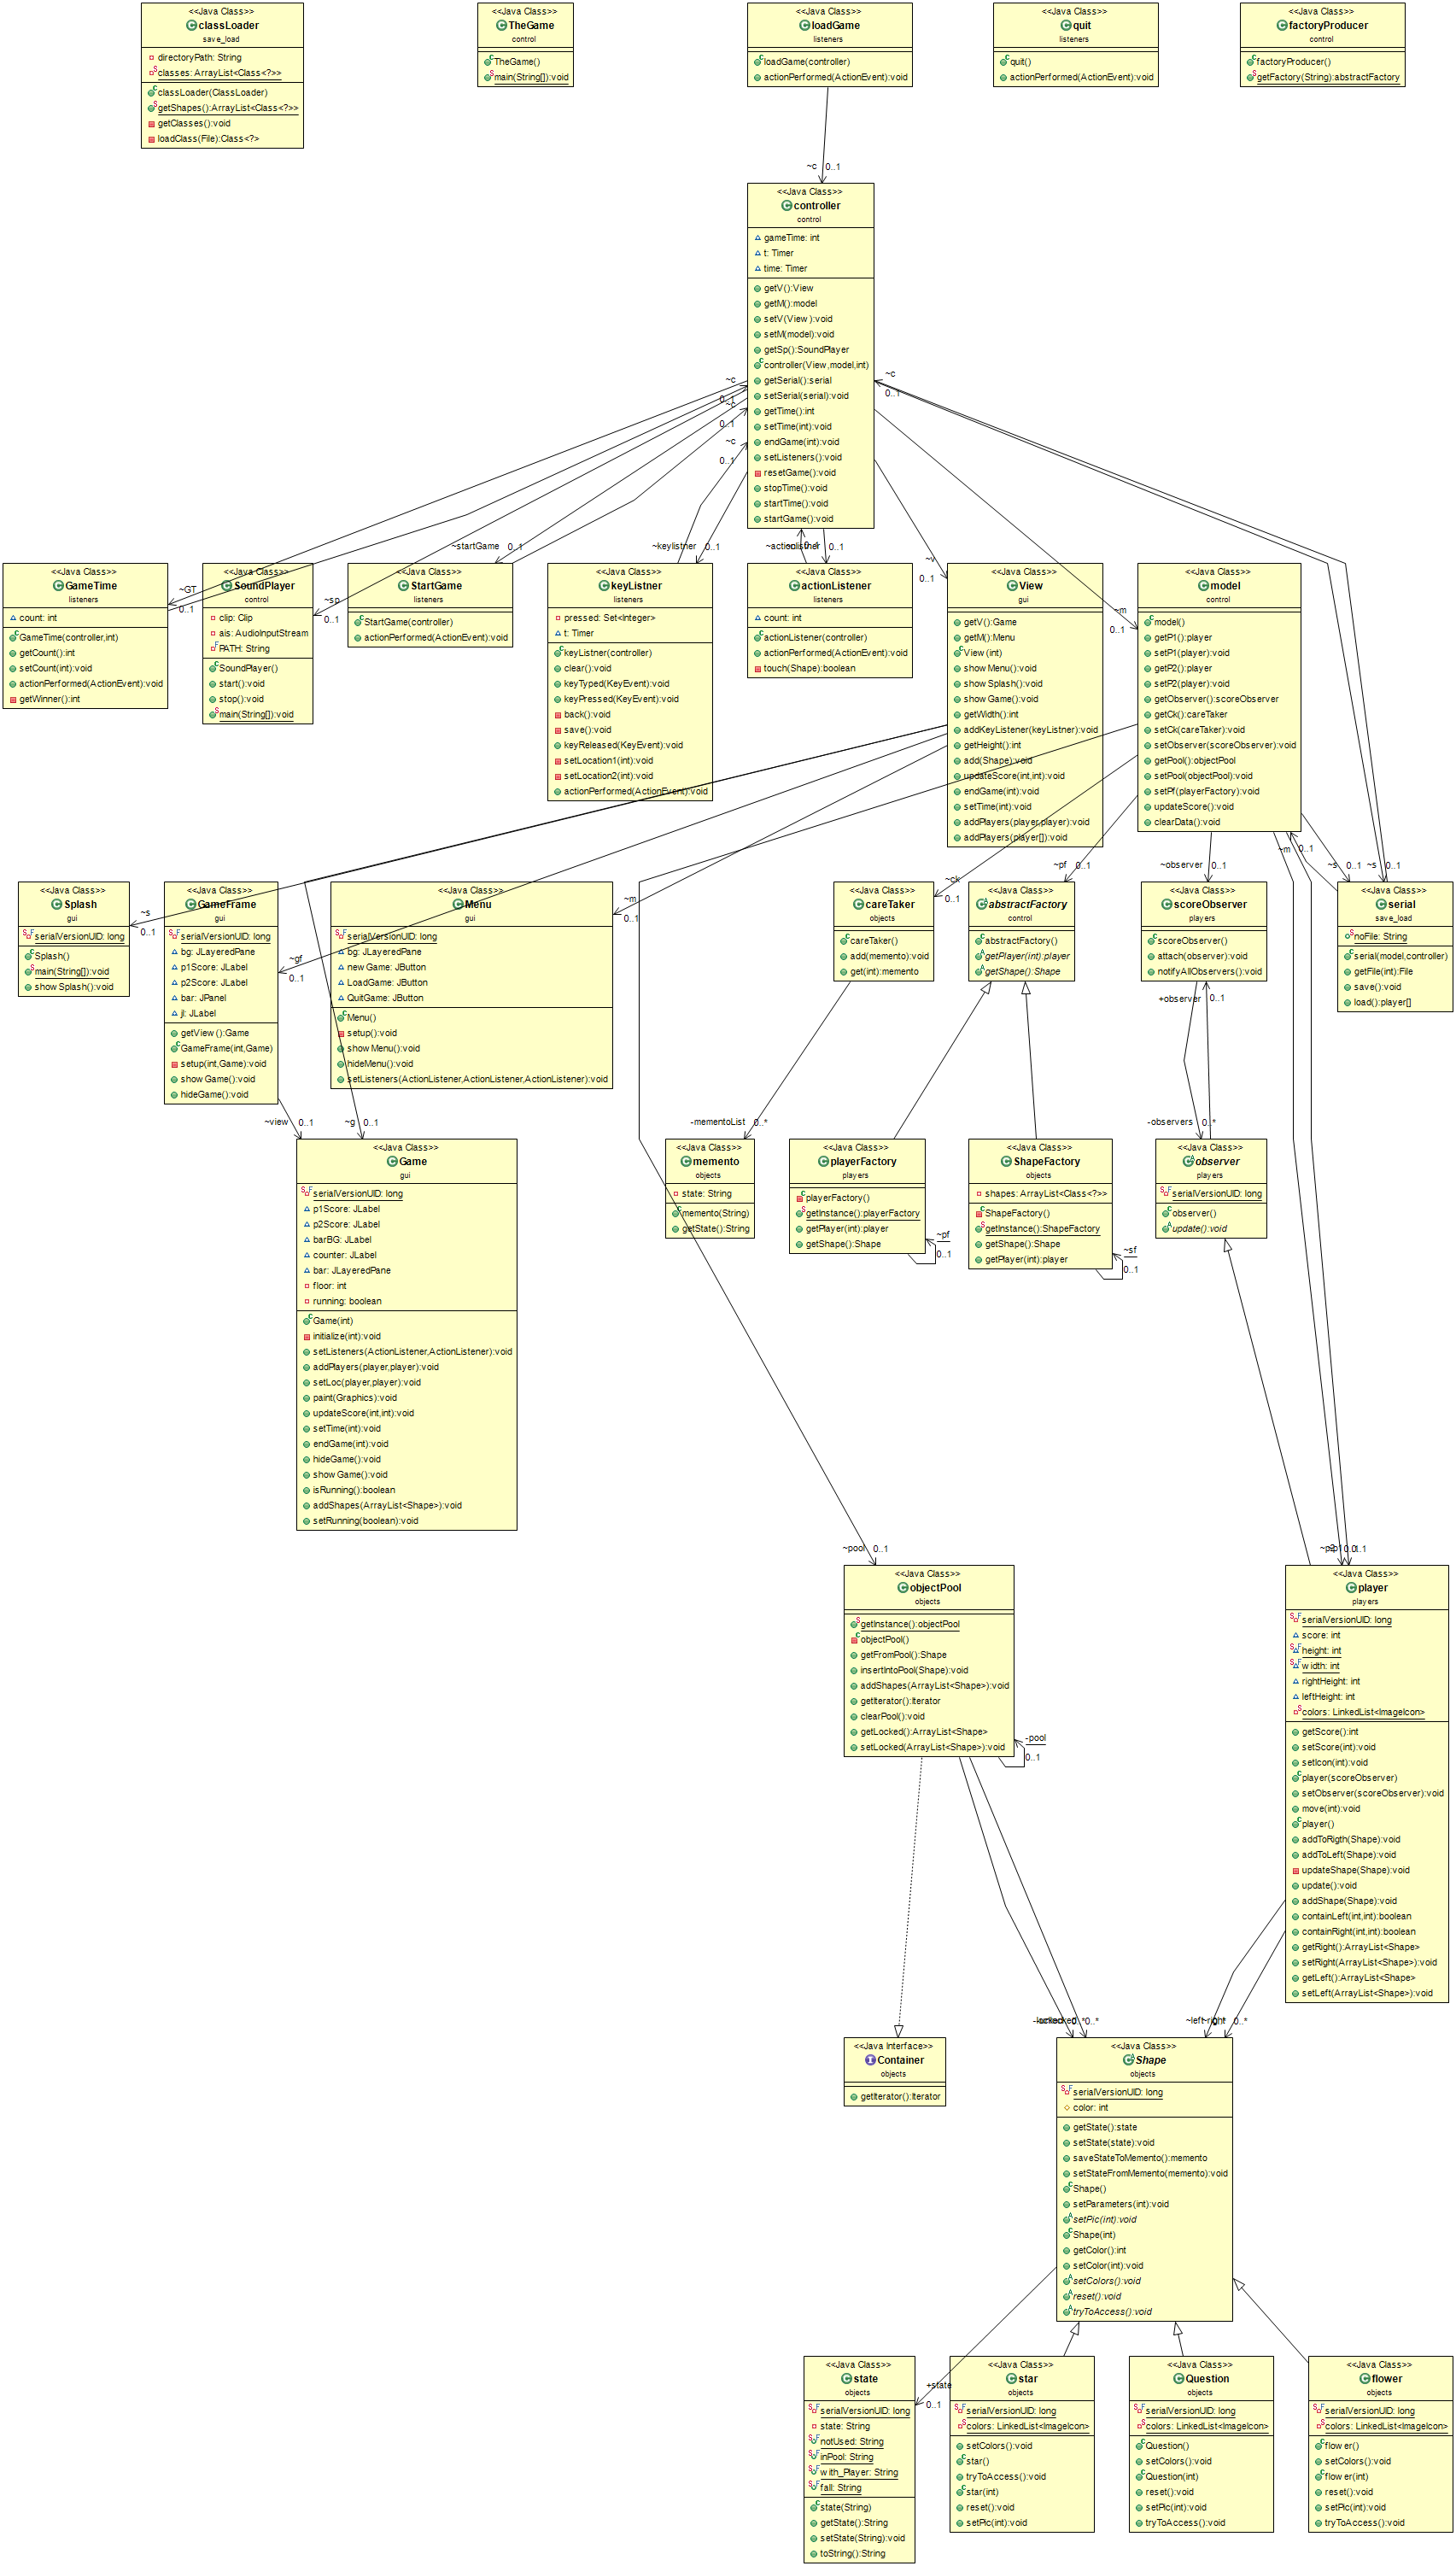 <<Java Class>>
classLoader
save_load
directoryPath: String
classes: ArrayList<Class<?>>
classLoader(ClassLoader)
getShapes():ArrayList<Class<?>>
getClasses():void
loadClass(File):Class<?>
<<Java Class>>
TheGame
control
TheGame()
main(String[]):void
<<Java Class>>
loadGame
listeners
loadGame(controller)
actionPerformed(ActionEvent):void
<<Java Class>>
quit
listeners
quit()
actionPerformed(ActionEvent):void
<<Java Class>>
factoryProducer
control
factoryProducer()
getFactory(String):abstractFactory
~c 0..1
<<Java Class>>
controller
control
gameTime: int
t: Timer
time: Timer
getV():View
getM():model
setV(View):void
setM(model):void
getSp():SoundPlayer
controller(View,model,int)
getSerial():serial
setSerial(serial):void
getTime():int
setTime(int):void
endGame(int):void
setListeners():void
resetGame():void
stopTime():void
startTime():void
startGame():void
~c
0..1
~c
0..1
~c
0..1
~c
0..1
~startGame 0..1
~keylistner 0..1
0..1
~v
0..1
~m
0..1
~GT
0..1
~sp
0..1
<<Java Class>>
GameTime
listeners
count: int
GameTime(controller,int)
getCount():int
setCount(int):void
actionPerformed(ActionEvent):void
getWinner():int
<<Java Class>>
SoundPlayer
control
clip: Clip
ais: AudioInputStream
PATH: String
SoundPlayer()
start():void
stop():void
main(String[]):void
<<Java Class>>
StartGame
listeners
StartGame(controller)
actionPerformed(ActionEvent):void
<<Java Class>>
keyListner
listeners
pressed: Set<Integer>
t: Timer
keyListner(controller)
clear():void
keyTyped(KeyEvent):void
keyPressed(KeyEvent):void
back():void
save():void
keyReleased(KeyEvent):void
setLocation1(int):void
setLocation2(int):void
actionPerformed(ActionEvent):void
<<Java Class>>
actionListener
listeners
count: int
actionListener(controller)
actionPerformed(ActionEvent):void
touch(Shape):boolean
<<Java Class>>
View
gui
getV():Game
getM():Menu
View(int)
showMenu():void
showSplash():void
showGame():void
getWidth():int
addKeyListener(keyListner):void
getHeight():int
add(Shape):void
updateScore(int,int):void
endGame(int):void
setTime(int):void
addPlayers(player,player):void
addPlayers(player[]):void
<<Java Class>>
model
control
model()
getP1():player
setP1(player):void
getP2():player
setP2(player):void
getObserver():scoreObserver
getCk():careTaker
setCk(careTaker):void
setObserver(scoreObserver):void
getPool():objectPool
setPool(objectPool):void
setPf(playerFactory):void
updateScore():void
clearData():void
~s
0..1
~gf
0..1
~m
0..1
~ck
0..1
~pf 0..1
~observer 0..1
~m 0..1
~s 0..1
~s 0..1
<<Java Class>>
Splash
gui
serialVersionUID: long
Splash()
main(String[]):void
showSplash():void
<<Java Class>>
GameFrame
gui
serialVersionUID: long
bg: JLayeredPane
p1Score: JLabel
p2Score: JLabel
bar: JPanel
jl: JLabel
getView():Game
GameFrame(int,Game)
setup(int,Game):void
showGame():void
hideGame():void
<<Java Class>>
Menu
gui
serialVersionUID: long
bg: JLayeredPane
newGame: JButton
LoadGame: JButton
QuitGame: JButton
Menu()
setup():void
showMenu():void
hideMenu():void
setListeners(ActionListener,ActionListener,ActionListener):void
<<Java Class>>
careTaker
objects
careTaker()
add(memento):void
get(int):memento
<<Java Class>>
abstractFactory
control
abstractFactory()
getPlayer(int):player
getShape():Shape
<<Java Class>>
scoreObserver
players
scoreObserver()
attach(observer):void
notifyAllObservers():void
<<Java Class>>
serial
save_load
noFile: String
serial(model,controller)
getFile(int):File
save():void
load():player[]
+observer 0..1
~view 0..1
~g 0..1
-mementoList 0..*
-observers 0..*
<<Java Class>>
Game
gui
serialVersionUID: long
p1Score: JLabel
p2Score: JLabel
barBG: JLabel
counter: JLabel
bar: JLayeredPane
floor: int
running: boolean
Game(int)
initialize(int):void
setListeners(ActionListener,ActionListener):void
addPlayers(player,player):void
setLoc(player,player):void
paint(Graphics):void
updateScore(int,int):void
setTime(int):void
endGame(int):void
hideGame():void
showGame():void
isRunning():boolean
addShapes(ArrayList<Shape>):void
setRunning(boolean):void
<<Java Class>>
memento
objects
state: String
memento(String)
getState():String
<<Java Class>>
playerFactory
players
playerFactory()
getInstance():playerFactory
getPlayer(int):player
getShape():Shape
~pf
0..1
<<Java Class>>
ShapeFactory
objects
shapes: ArrayList<Class<?>>
ShapeFactory()
getInstance():ShapeFactory
getShape():Shape
getPlayer(int):player
~sf
0..1
<<Java Class>>
observer
players
serialVersionUID: long
observer()
update():void
~pool 0..1
<<Java Class>>
objectPool
objects
getInstance():objectPool
objectPool()
getFromPool():Shape
insertIntoPool(Shape):void
addShapes(ArrayList<Shape>):void
getIterator():Iterator
clearPool():void
getLocked():ArrayList<Shape>
setLocked(ArrayList<Shape>):void
-pool
0..1
<<Java Class>>
player
players
serialVersionUID: long
score: int
height: int
width: int
rightHeight: int
leftHeight: int
colors: LinkedList<ImageIcon>
getScore():int
setScore(int):void
setIcon(int):void
player(scoreObserver)
setObserver(scoreObserver):void
move(int):void
player()
addToRigth(Shape):void
addToLeft(Shape):void
updateShape(Shape):void
update():void
addShape(Shape):void
containLeft(int,int):boolean
containRight(int,int):boolean
getRight():ArrayList<Shape>
setRight(ArrayList<Shape>):void
getLeft():ArrayList<Shape>
setLeft(ArrayList<Shape>):void
0..*
~left
~right 0..*
<<Java Interface>>
Container
objects
getIterator():Iterator
<<Java Class>>
Shape
objects
serialVersionUID: long
color: int
getState():state
setState(state):void
saveStateToMemento():memento
setStateFromMemento(memento):void
Shape()
setParameters(int):void
setPic(int):void
Shape(int)
getColor():int
setColor(int):void
setColors():void
reset():void
tryToAccess():void
+state
0..1
<<Java Class>>
state
objects
serialVersionUID: long
state: String
notUsed: String
inPool: String
with_Player: String
fall: String
state(String)
getState():String
setState(String):void
toString():String
<<Java Class>>
star
objects
serialVersionUID: long
colors: LinkedList<ImageIcon>
setColors():void
star()
tryToAccess():void
star(int)
reset():void
setPic(int):void
<<Java Class>>
Question
objects
serialVersionUID: long
colors: LinkedList<ImageIcon>
Question()
setColors():void
Question(int)
reset():void
setPic(int):void
tryToAccess():void
<<Java Class>>
flower
objects
serialVersionUID: long
colors: LinkedList<ImageIcon>
flower()
setColors():void
flower(int)
reset():void
setPic(int):void
tryToAccess():void